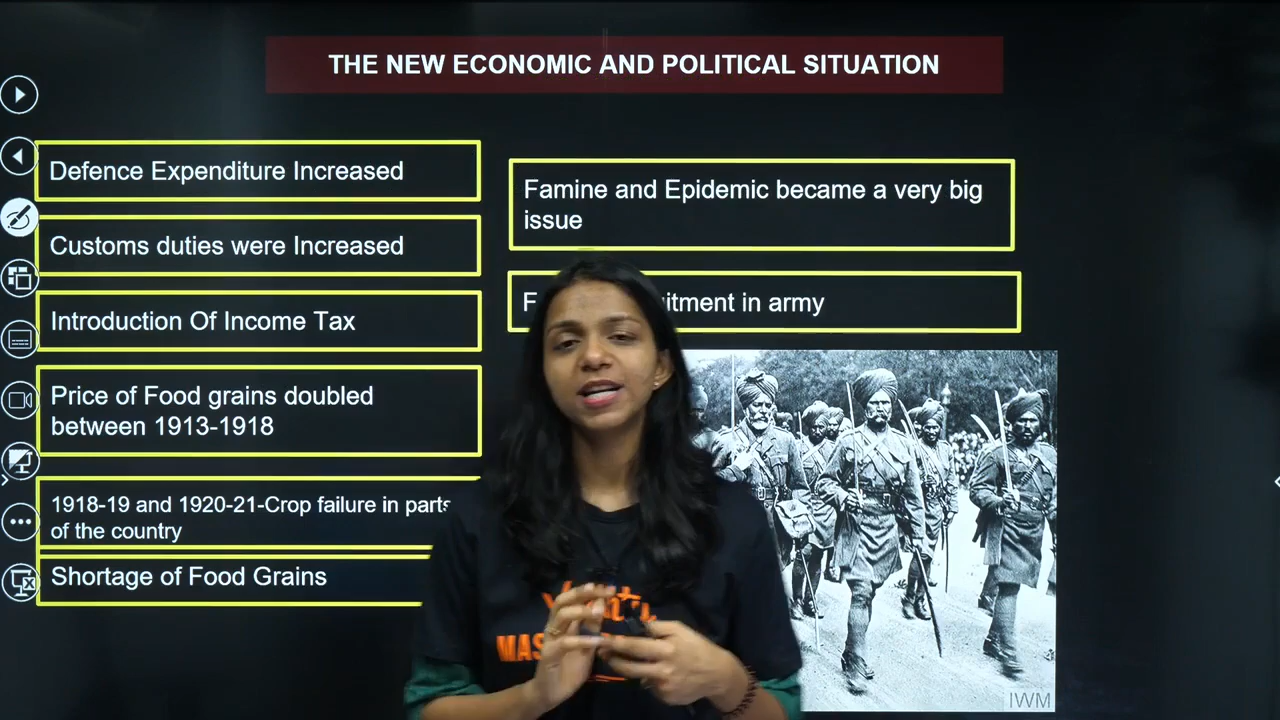 THE NEW ECONOMIC AND POLITICAL SITUATION
Defence Expenditure Increased
Customs duties were Increased
Introduction Of Income Tax
Price of Food grains doubled
between 1913-1918
1918-19 and 1920-21-Crop failure in parts
of the country
Shortage of Food Grains
Famine and Epidemic became a very big
issue
in army
IWM